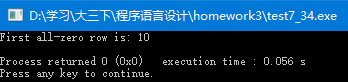 D:\学习\大三下\程序语言设计\homework3\test7_34.exe
First all-zero row is: 10
Process returned 0 (0x0)   execution time : 0.056 s
Press any key to continue.